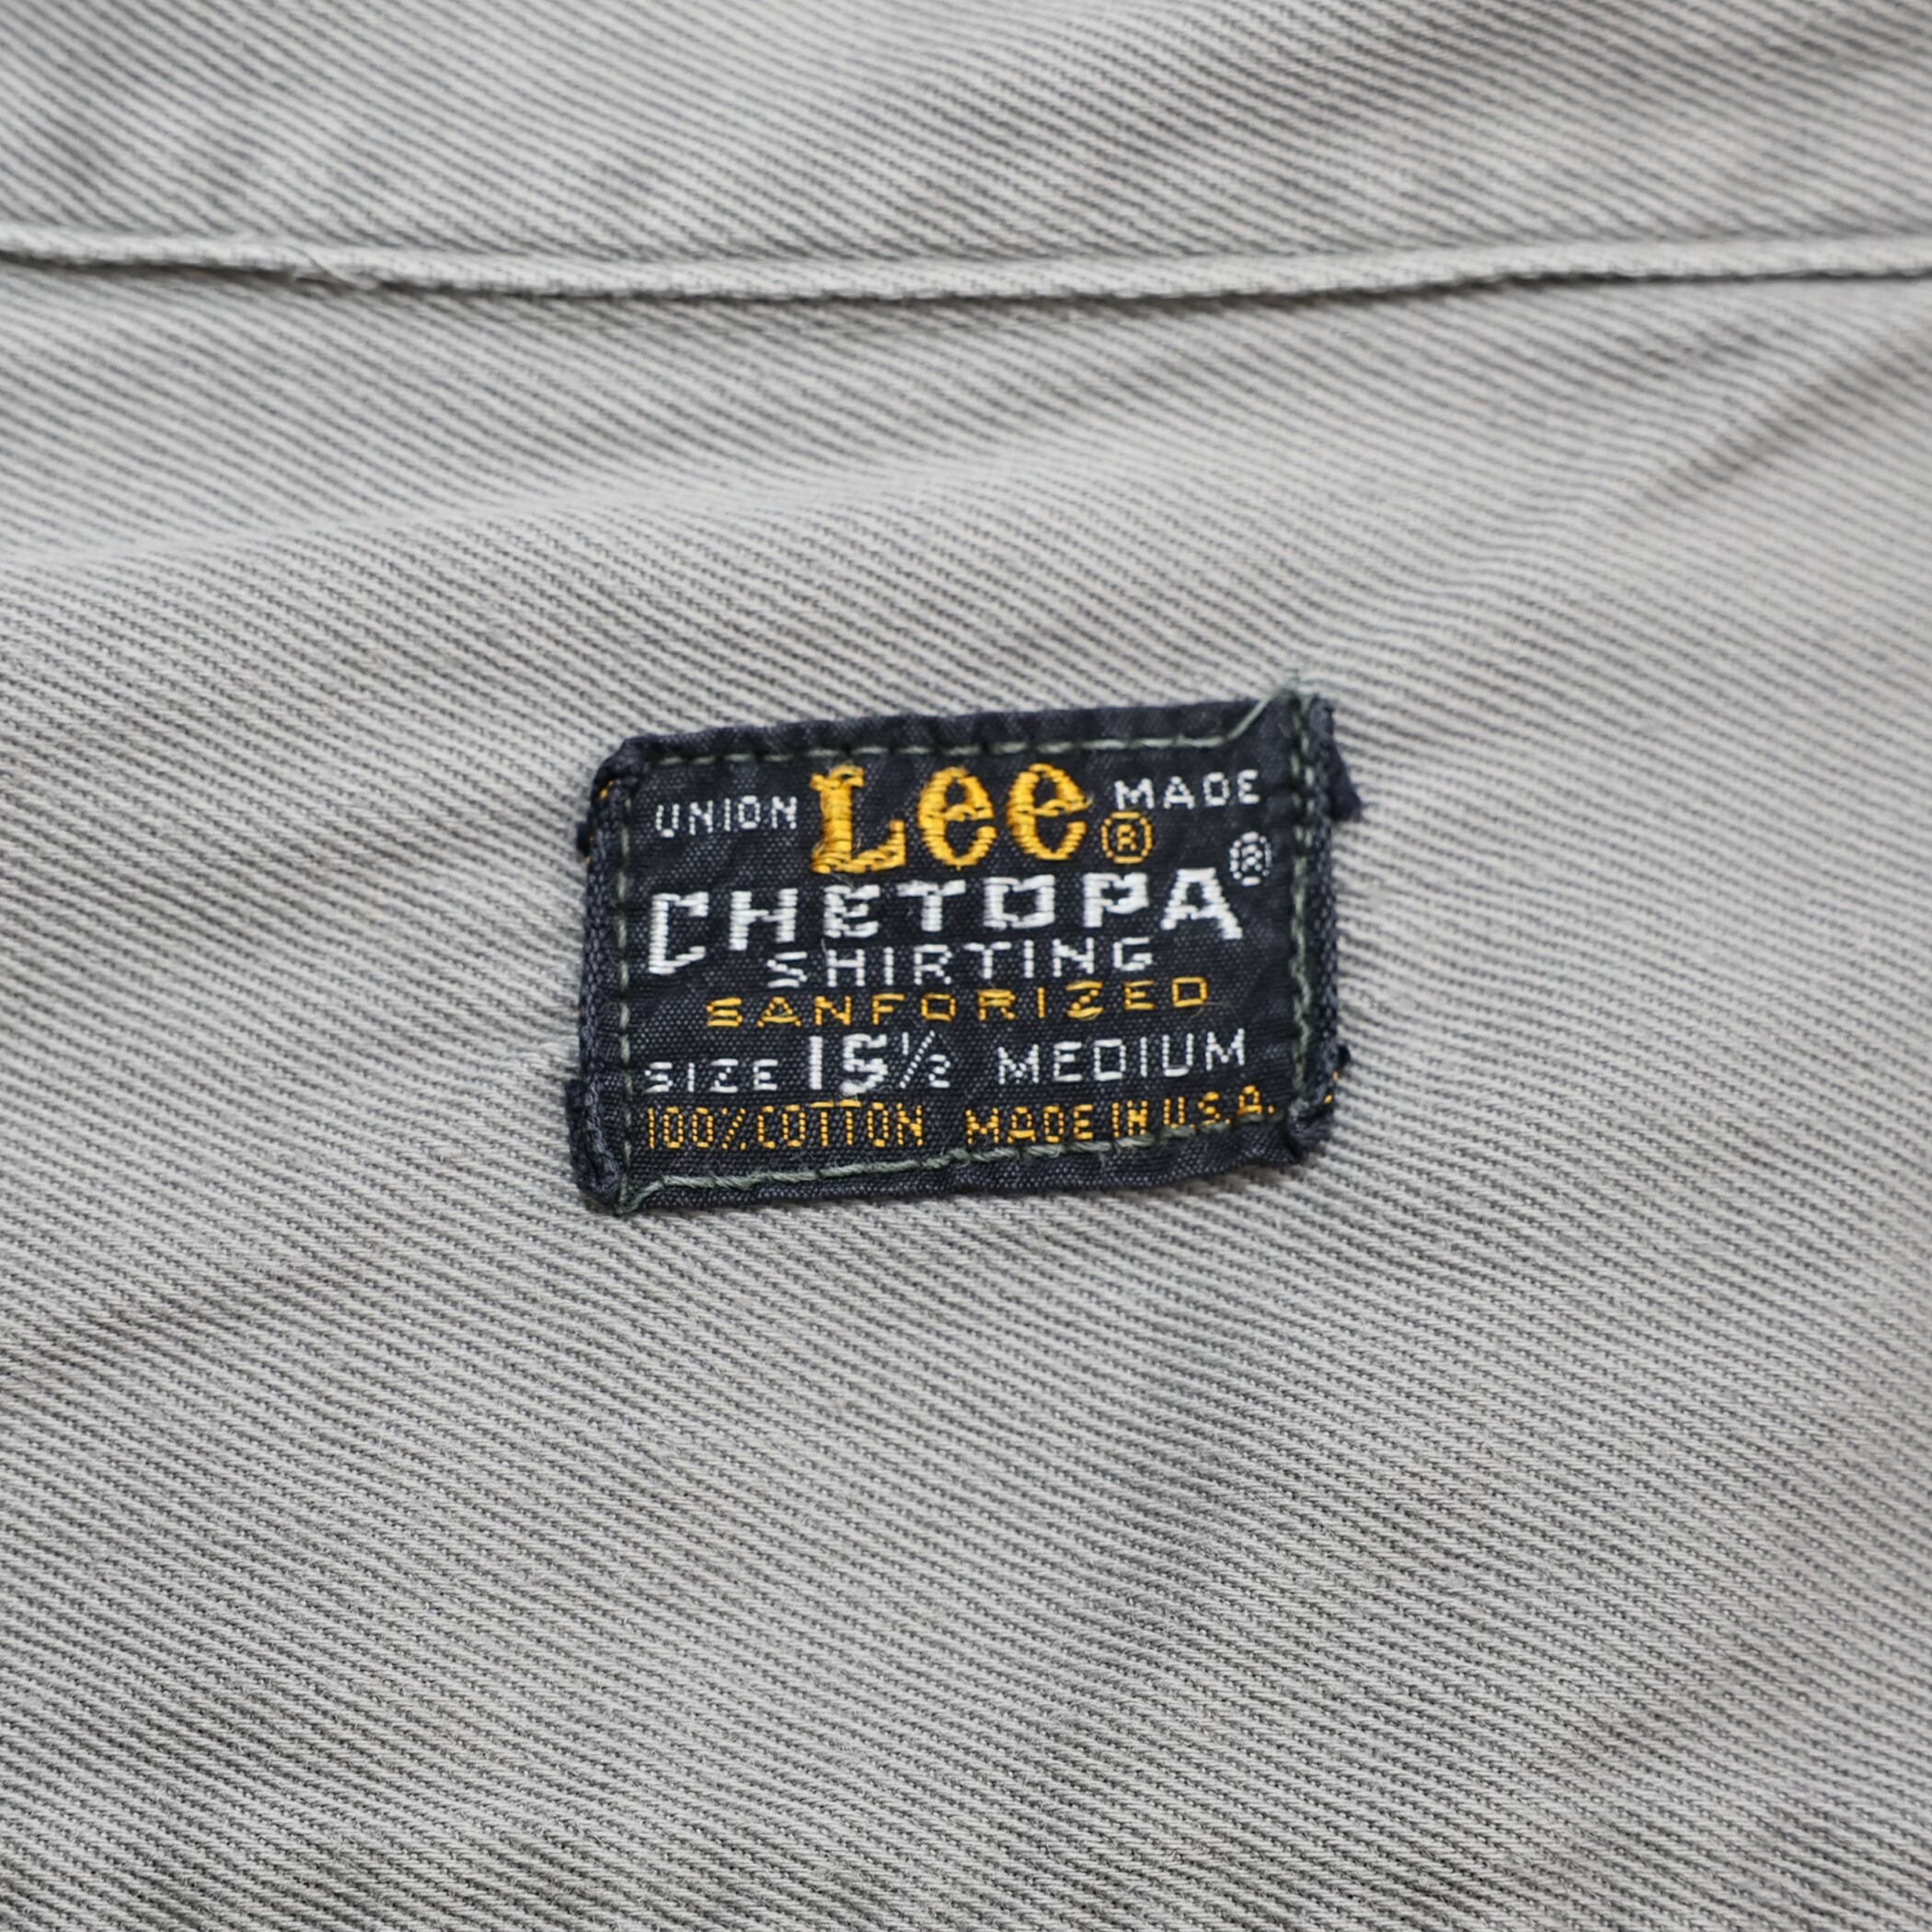 UNION Lee® MADE
CHETOPA®
SHIRTING
SANFORIZED
SIZE 15½ MEDIUM
100% COTTON MADE IN U.S.A.